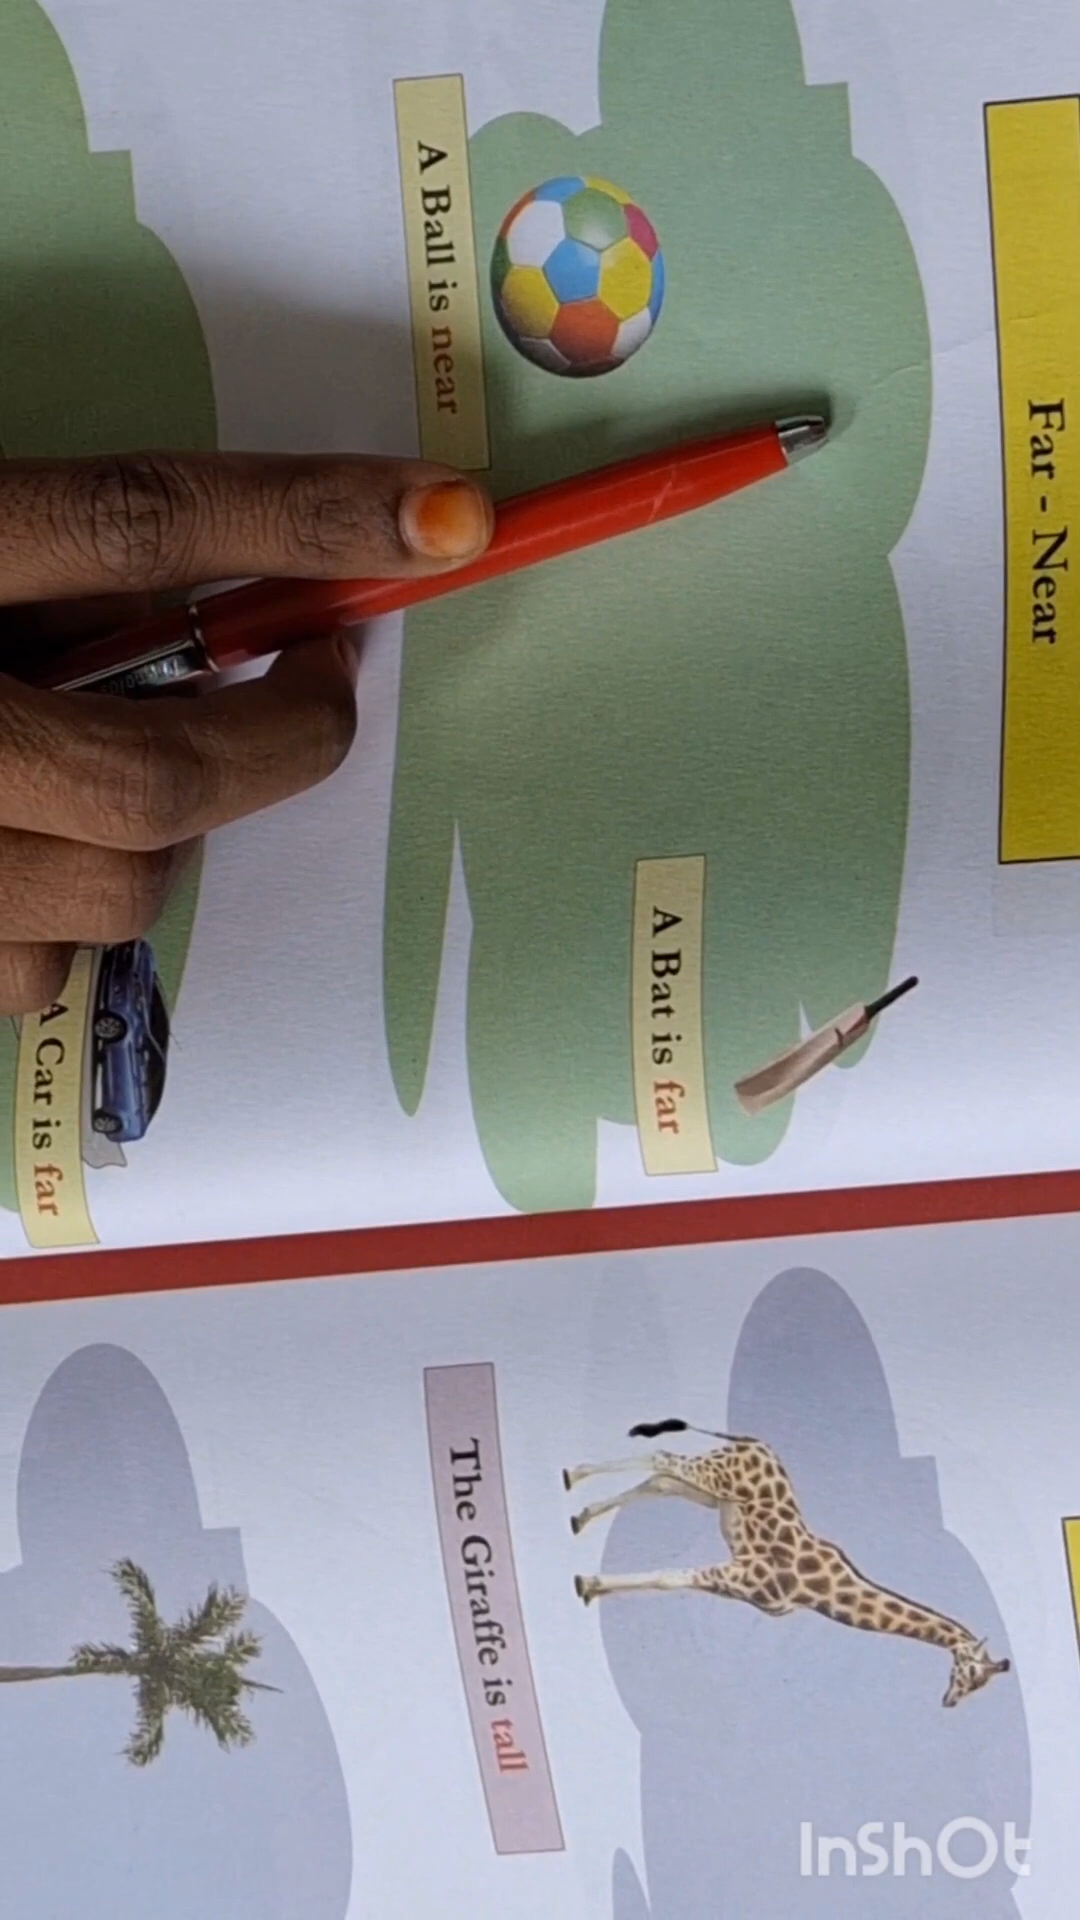 Far - Near
A Ball is near
A Bat is far
A Car is far
The Giraffe is tall
InShOt